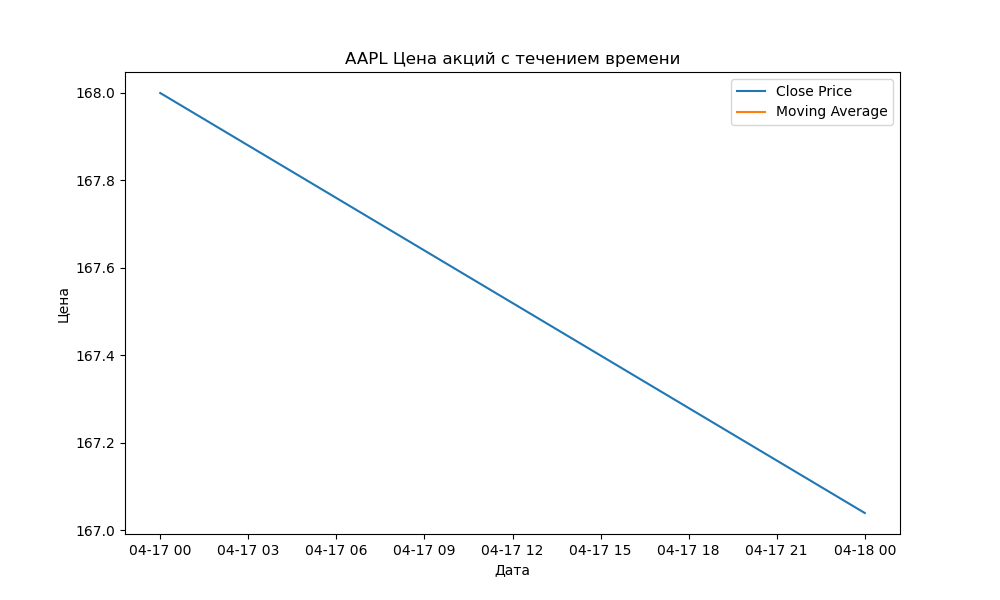 AAPL Цена акций с течением времени
Close Price
Moving Average
168.0
167.8
167.6
167.4
167.2
167.0
Цена
04-17 00 04-17 03 04-17 06 04-17 09 04-17 12 04-17 15 04-17 18 04-17 21 04-18 00
Дата